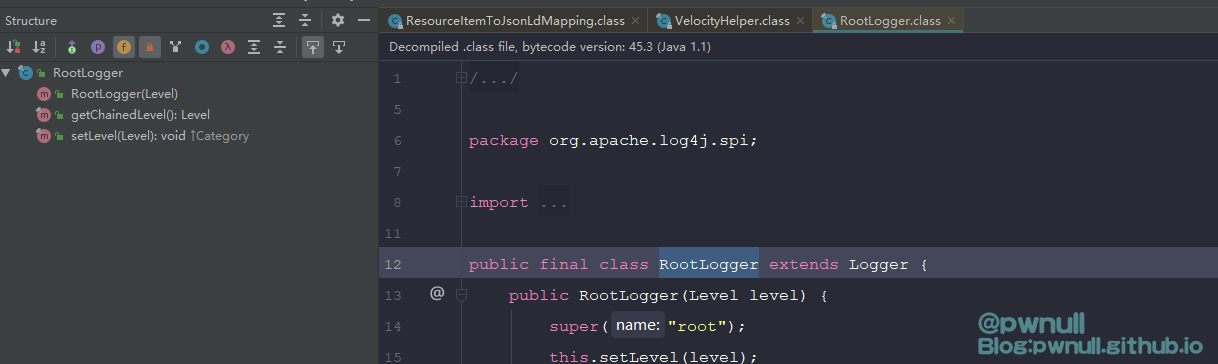 Structure
RootLogger
RootLogger(Level)
getChainedLevel(): Level
setLevel(Level): void ↑Category
ResourceItemToJsonLdMapping.class × VelocityHelper.class × RootLogger.class ×
Decompiled .class file, bytecode version: 45.3 (Java 1.1)
1 /.../
5
6 package org.apache.log4j.spi;
7
8 import ...
11
12 public final class RootLogger extends Logger {
13 @ public RootLogger(Level level) {
14 super( name: "root");
15 this.setLevel(level);
@pwnull
Blog:pwnull.github.io